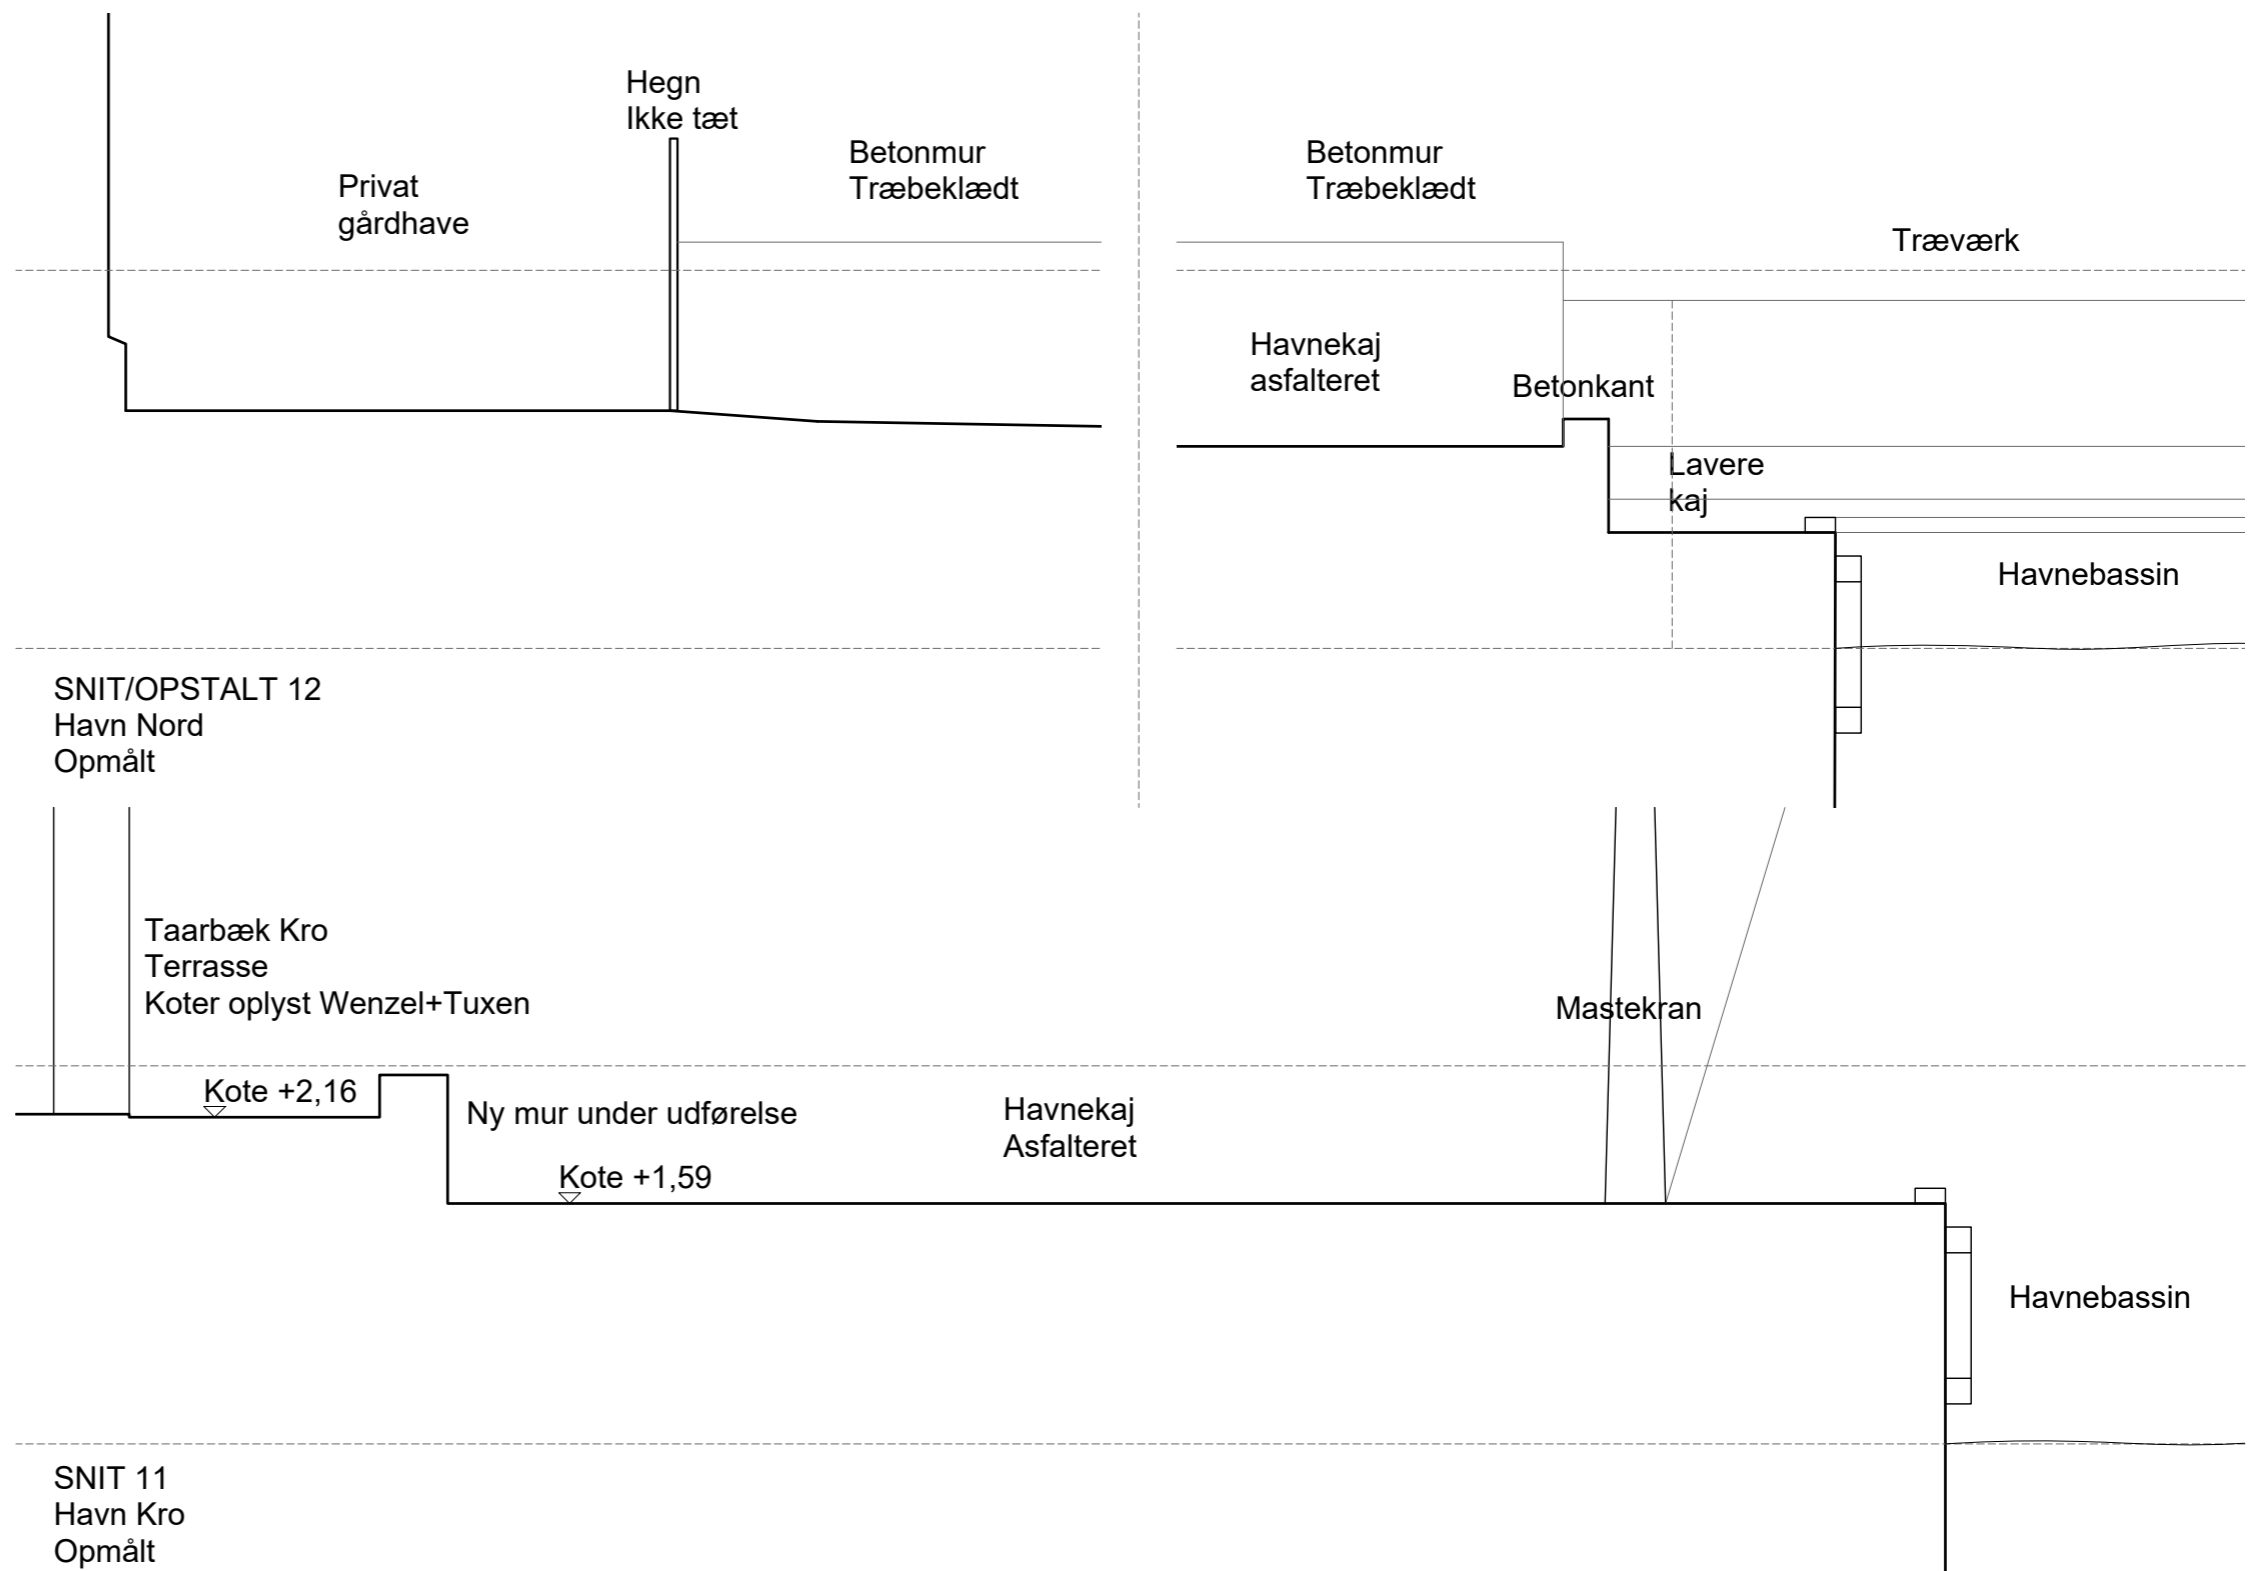 Hegn
Ikke tæt
Privat
gårdhave
Betonmur
Træbeklædt
Betonmur
Træbeklædt
Træværk
Havnekaj
asfalteret
Betonkant
Lavere
kaj
Havnebassin
SNIT/OPSTALT 12
Havn Nord
Opmålt
Taarbæk Kro
Terrasse
Koter oplyst Wenzel+Tuxen
Mastekran
Kote +2,16
Ny mur under udførelse
Havnekaj
Asfalteret
Kote +1,59
Havnebassin
SNIT 11
Havn Kro
Opmålt